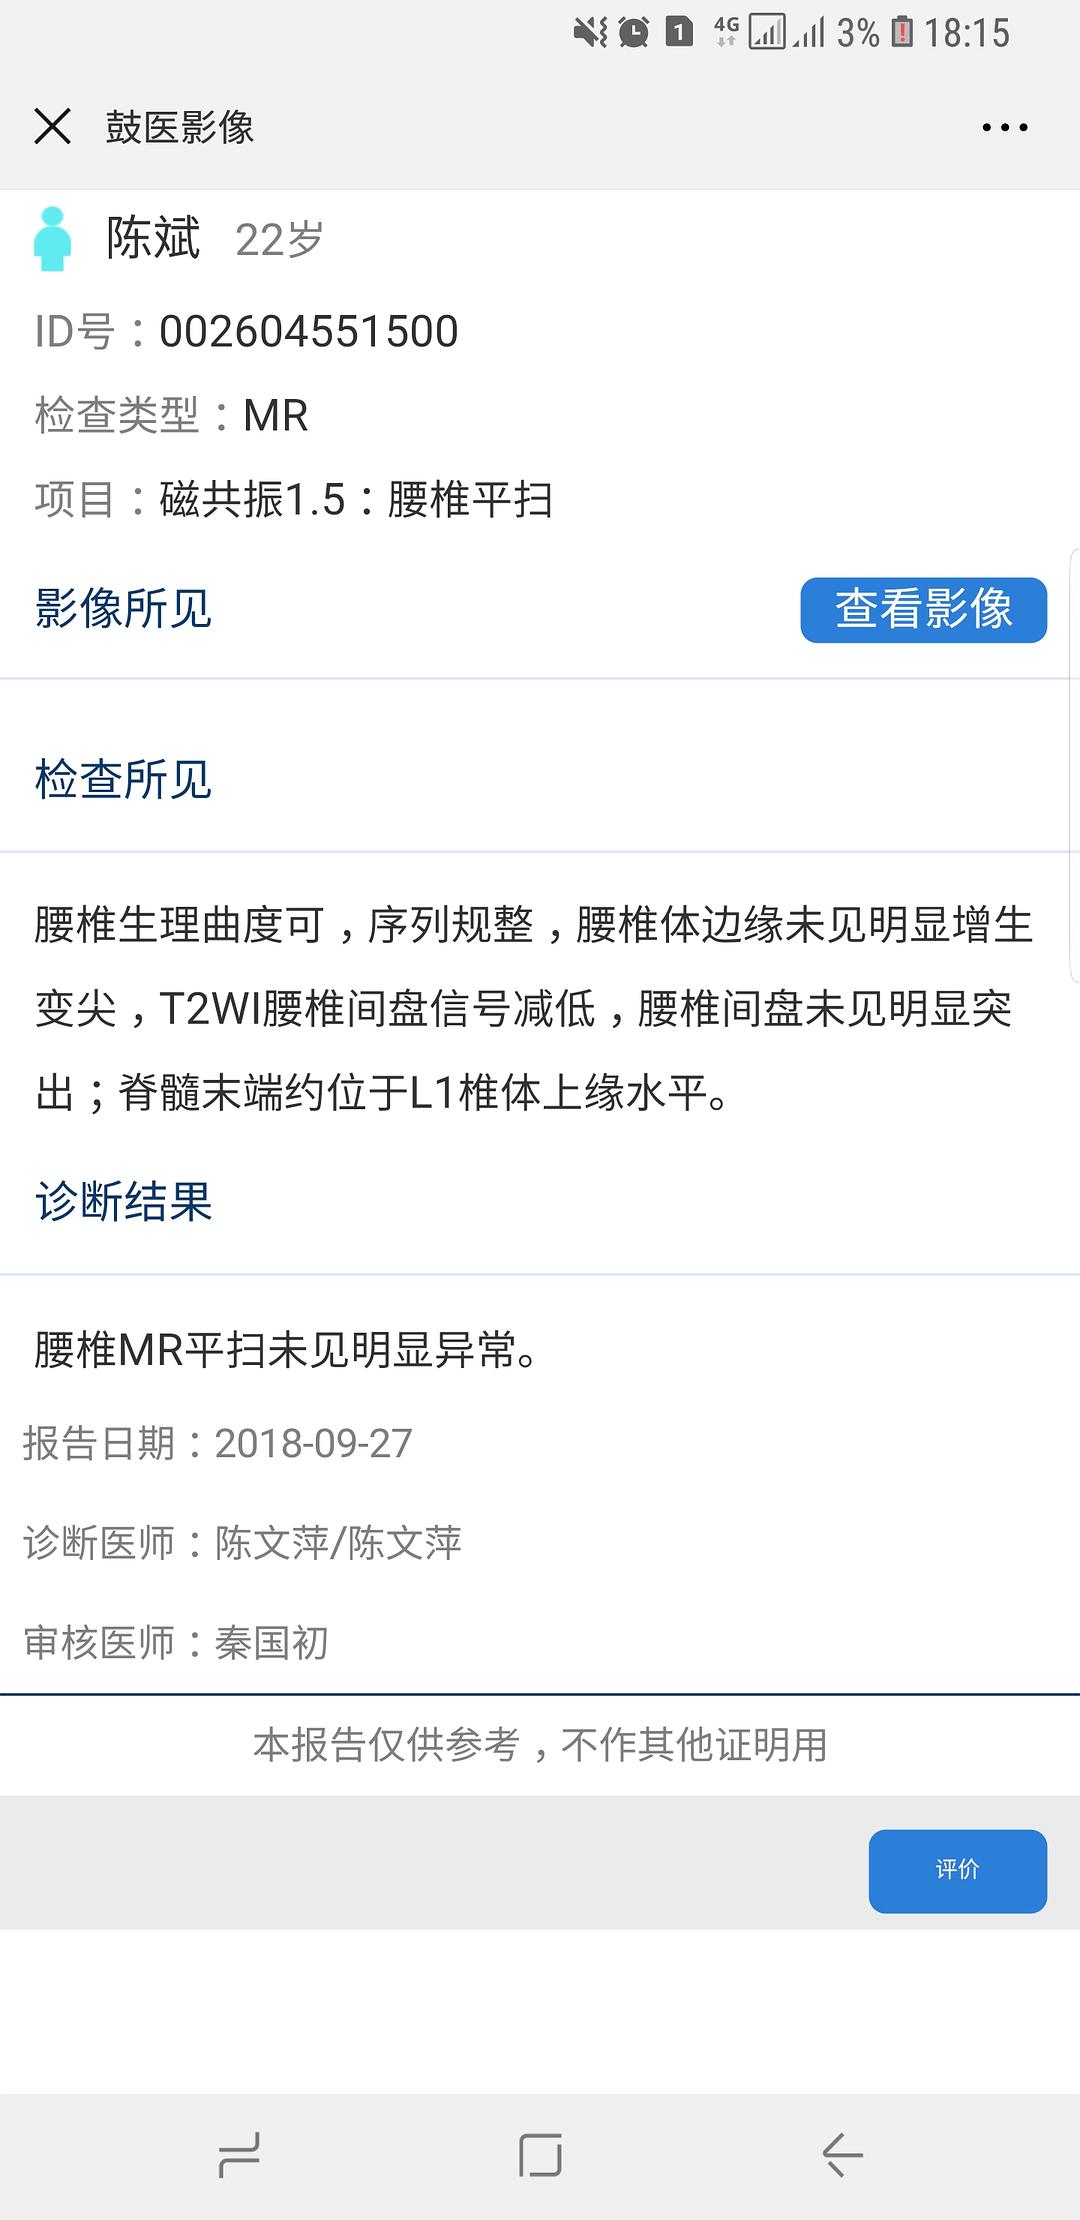 1 4G 3% 18:15
鼓医影像
陈斌 22岁
ID号：002604551500
检查类型：MR
项目：磁共振1.5：腰椎平扫
影像所见 查看影像
检查所见
腰椎生理曲度可，序列规整，腰椎体边缘未见明显增生
变尖，T2WI腰椎间盘信号减低，腰椎间盘未见明显突
出；脊髓末端约位于L1椎体上缘水平。
诊断结果
腰椎MR平扫未见明显异常。
报告日期：2018-09-27
诊断医师：陈文萍/陈文萍
审核医师：秦国初
本报告仅供参考，不作其他证明用
评价